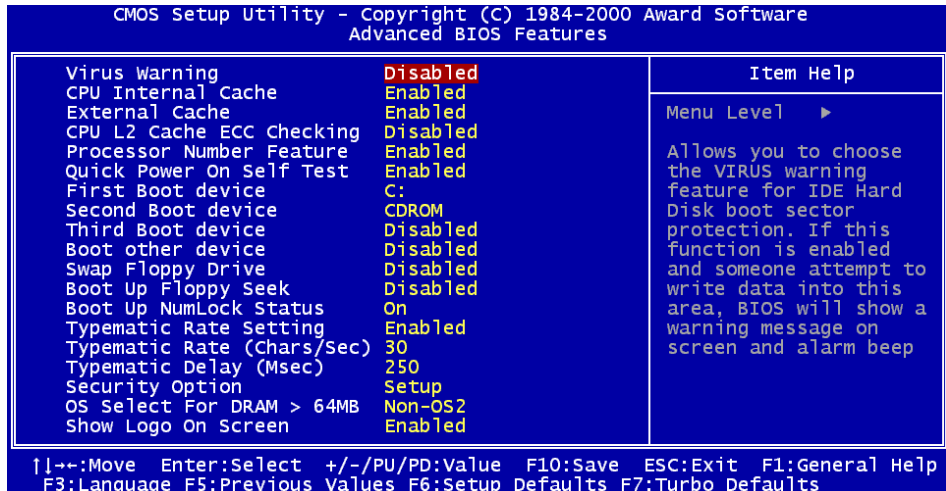 CMOS Setup Utility - Copyright (C) 1984-2000 Award Software
Advanced BIOS Features
Virus Warning Disabled
CPU Internal Cache Enabled
External Cache Enabled
CPU L2 Cache ECC Checking Disabled
Processor Number Feature Enabled
Quick Power On Self Test Enabled
First Boot device C:
Second Boot device CDROM
Third Boot device Disabled
Boot other device Disabled
Swap Floppy Drive Disabled
Boot Up Floppy Seek Disabled
Boot Up NumLock Status On
Typematic Rate Setting Enabled
Typematic Rate (Chars/Sec) 30
Typematic Delay (Msec) 250
Security Option Setup
OS Select For DRAM > 64MB Non-OS2
Show Logo On Screen Enabled
Item Help
Menu Level ▶
Allows you to choose
the VIRUS warning
feature for IDE Hard
Disk boot sector
protection. If this
function is enabled
and someone attempt to
write data into this
area, BIOS will show a
warning message on
screen and alarm beep
↑↓→←:Move Enter:Select +/-/PU/PD:Value F10:Save ESC:Exit F1:General Help
F3:Language F5:Previous Values F6:Setup Defaults F7:Turbo Defaults